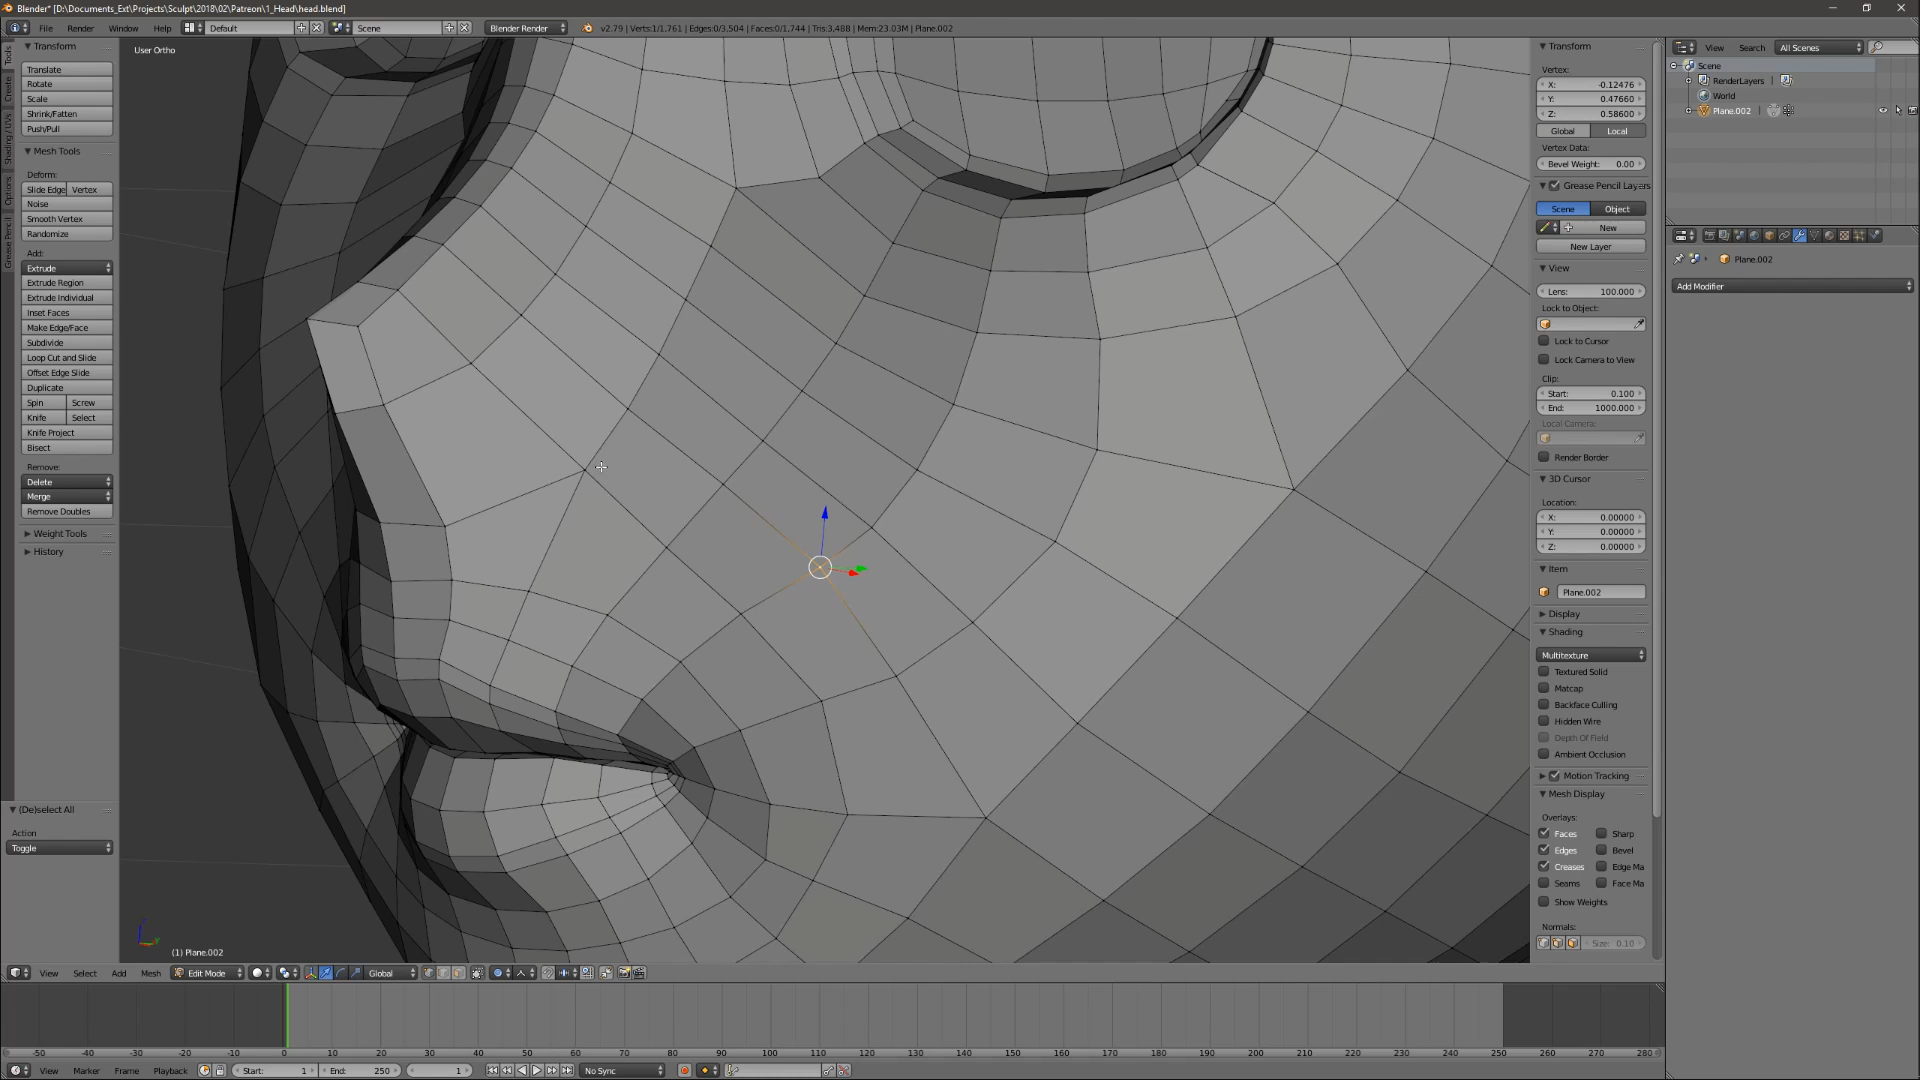 Blender* [D:\Documents_Ext\Projects\Sculpt\2018\02\Patreon\1_Head\head.blend]
File Render Window Help Default Scene Blender Render v2.79 | Verts:1/1,761 | Edges:0/3,504 | Faces:0/1,744 | Tris:3,488 | Mem:23.03M | Plane.002
Tools
Create
Shading / UVs
Options
Grease Pencil
Transform
Translate
Rotate
Scale
Shrink/Fatten
Push/Pull
Mesh Tools
Deform:
Slide Edge Vertex
Noise
Smooth Vertex
Randomize
Add:
Extrude
Extrude Region
Extrude Individual
Inset Faces
Make Edge/Face
Subdivide
Loop Cut and Slide
Offset Edge Slide
Duplicate
Spin Screw
Knife Select
Knife Project
Bisect
Remove:
Delete
Merge
Remove Doubles
Weight Tools
History
(De)select All
Action
Toggle
User Ortho
(1) Plane.002
Transform
Vertex:
X: -0.12476
Y: 0.47660
Z: 0.58600
Global Local
Vertex Data:
Bevel Weight: 0.00
Grease Pencil Layers
Scene Object
New
New Layer
View
Lens: 100.000
Lock to Object:
Lock to Cursor
Lock Camera to View
Clip:
Start: 0.100
End: 1000.000
Local Camera:
Render Border
3D Cursor
Location:
X: 0.00000
Y: 0.00000
Z: 0.00000
Item
Plane.002
Display
Shading
Multitexture
Textured Solid
Matcap
Backface Culling
Hidden Wire
Depth Of Field
Ambient Occlusion
Motion Tracking
Mesh Display
Overlays:
Faces Sharp
Edges Bevel
Creases Edge Ma
Seams Face Ma
Show Weights
Normals:
Size: 0.10
View Search All Scenes
Scene
RenderLayers |
World
Plane.002 |
Plane.002
Add Modifier
View Select Add Mesh Edit Mode Global
-50 -40 -30 -20 -10 0 10 20 30 40 50 60 70 80 90 100 110 120 130 140 150 160 170 180 190 200 210 220 230 240 250 260 270 280
View Marker Frame Playback Start: 1 End: 250 1 No Sync